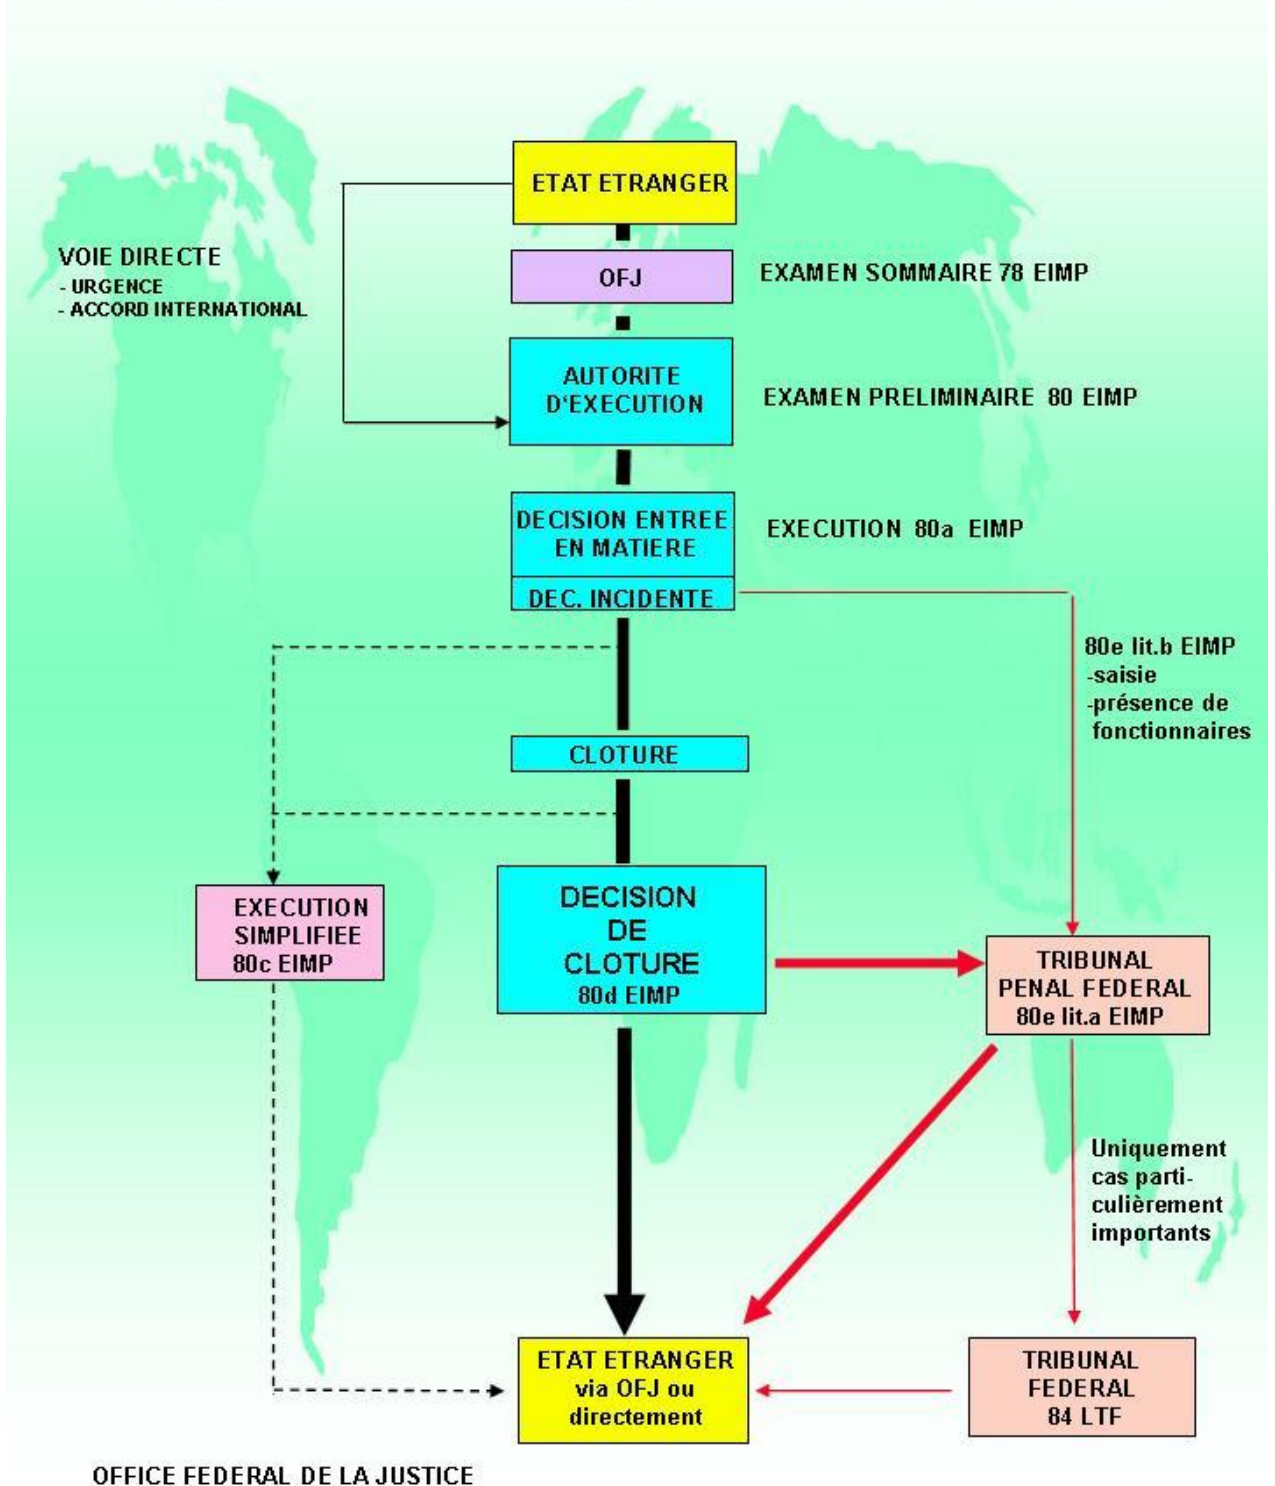 ETAT ETRANGER
VOIE DIRECTE
- URGENCE
- ACCORD INTERNATIONAL
OFJ
EXAMEN SOMMAIRE 78 EIMP
AUTORITE
D'EXECUTION
EXAMEN PRELIMINAIRE 80 EIMP
DECISION ENTREE
EN MATIERE
EXECUTION 80a EIMP
DEC. INCIDENTE
80e lit.b EIMP
-saisie
-présence de
fonctionnaires
CLOTURE
EXECUTION
SIMPLIFIEE
80c EIMP
DECISION
DE
CLOTURE
80d EIMP
TRIBUNAL
PENAL FEDERAL
80e lit.a EIMP
Uniquement
cas parti-
culièrement
importants
ETAT ETRANGER
via OFJ ou
directement
TRIBUNAL
FEDERAL
84 LTF
OFFICE FEDERAL DE LA JUSTICE